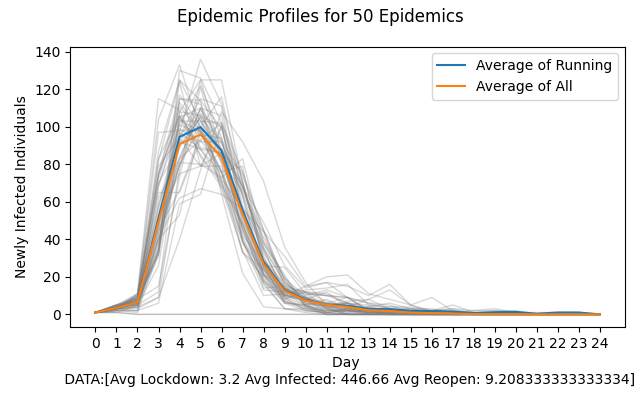 Epidemic Profiles for 50 Epidemics
140
120
100
80
60
40
20
0
Newly Infected Individuals
Average of Running
Average of All
0 1 2 3 4 5 6 7 8 9 10 11 12 13 14 15 16 17 18 19 20 21 22 23 24
Day
DATA:[Avg Lockdown: 3.2 Avg Infected: 446.66 Avg Reopen: 9.208333333333334]